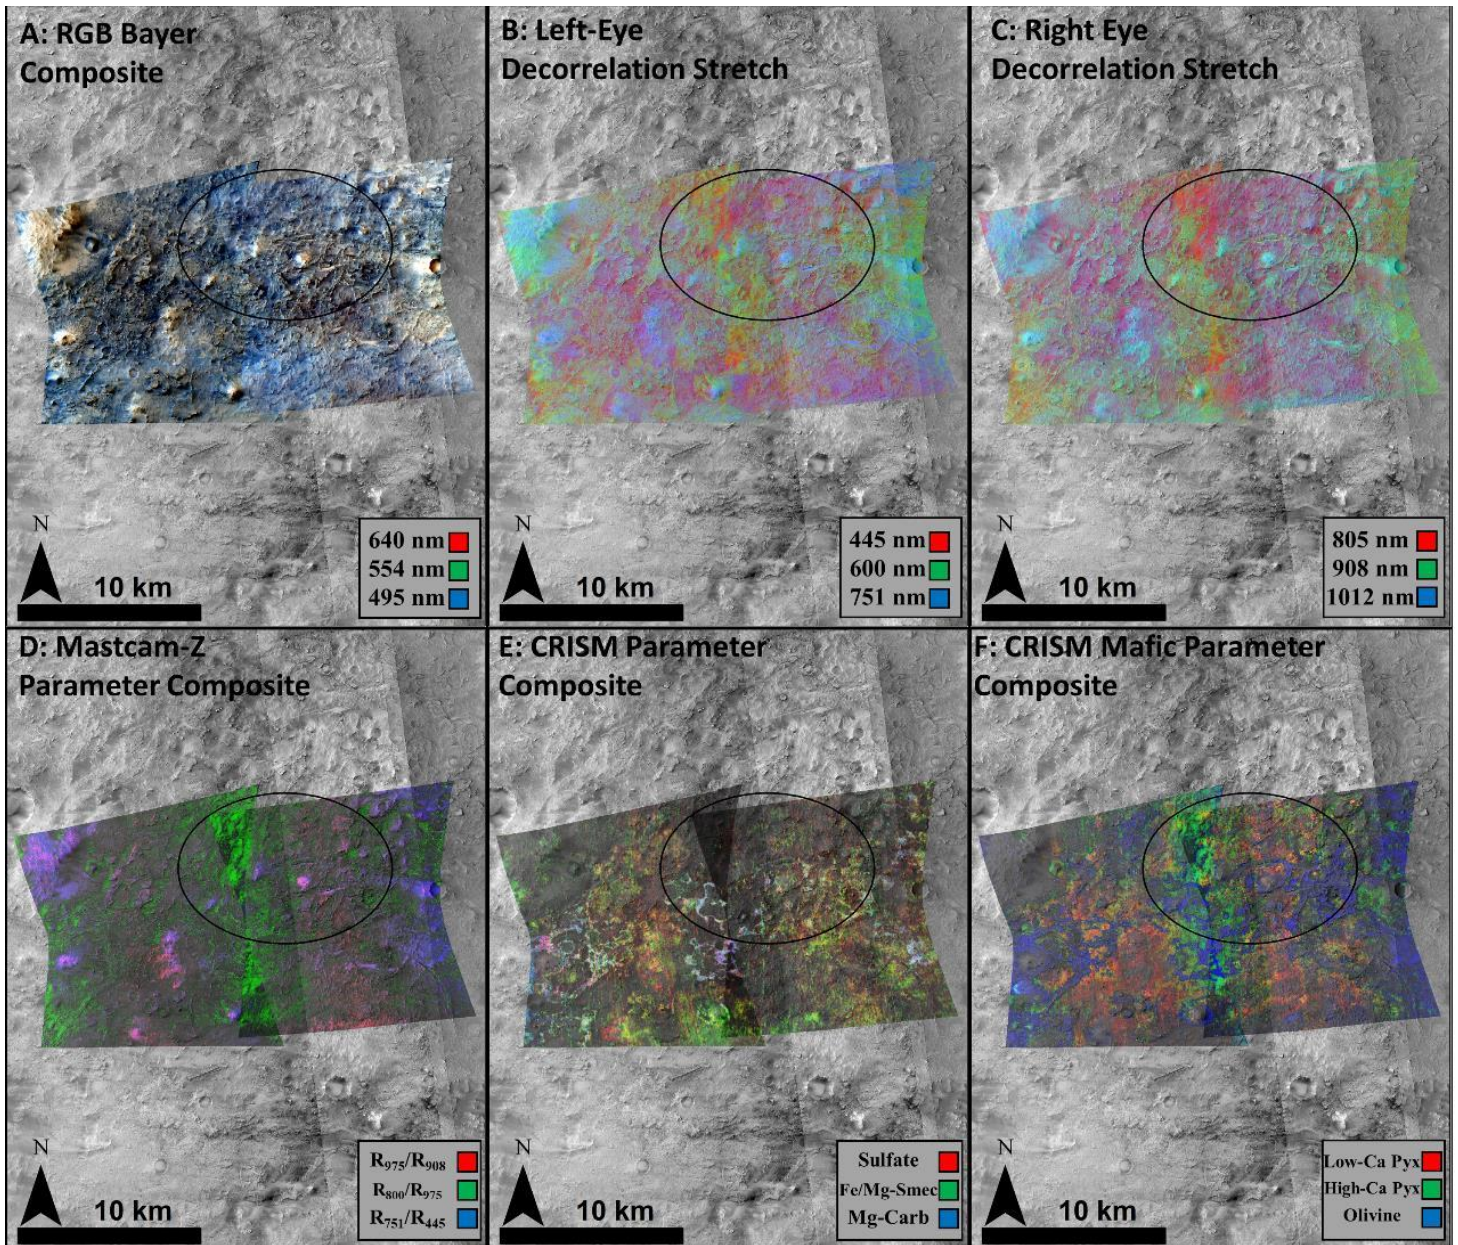 A: RGB Bayer
Composite
N
10 km
640 nm
554 nm
495 nm
B: Left-Eye
Decorrelation Stretch
N
10 km
445 nm
600 nm
751 nm
C: Right Eye
Decorrelation Stretch
N
10 km
805 nm
908 nm
1012 nm
D: Mastcam-Z
Parameter Composite
N
10 km
R975/R908
R800/R975
R751/R445
E: CRISM Parameter
Composite
N
10 km
Sulfate
Fe/Mg-Smec
Mg-Carb
F: CRISM Mafic Parameter
Composite
N
10 km
Low-Ca Pyx
High-Ca Pyx
Olivine